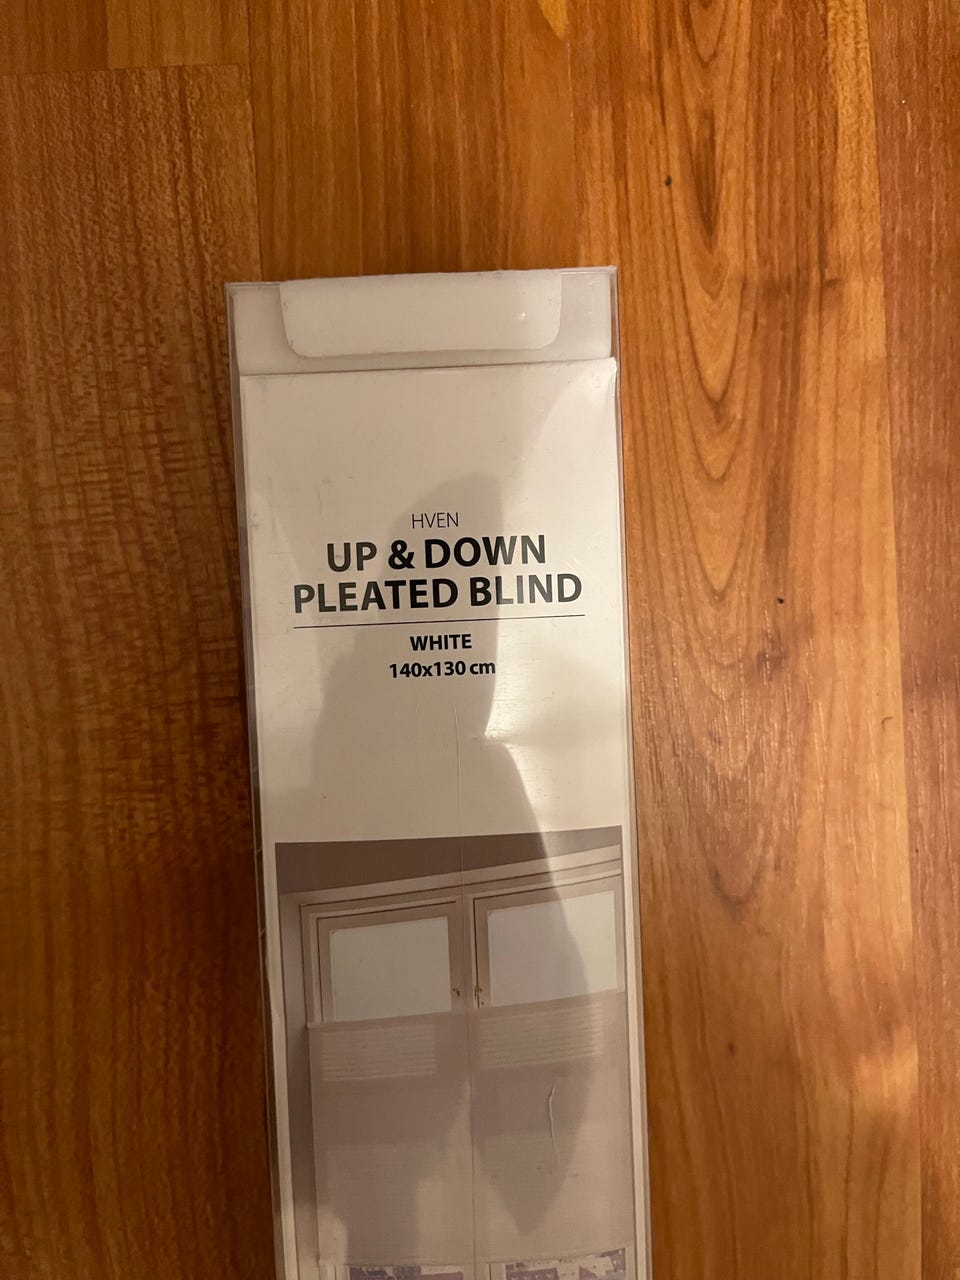 HVEN
UP & DOWN
PLEATED BLIND
WHITE
140x130 cm